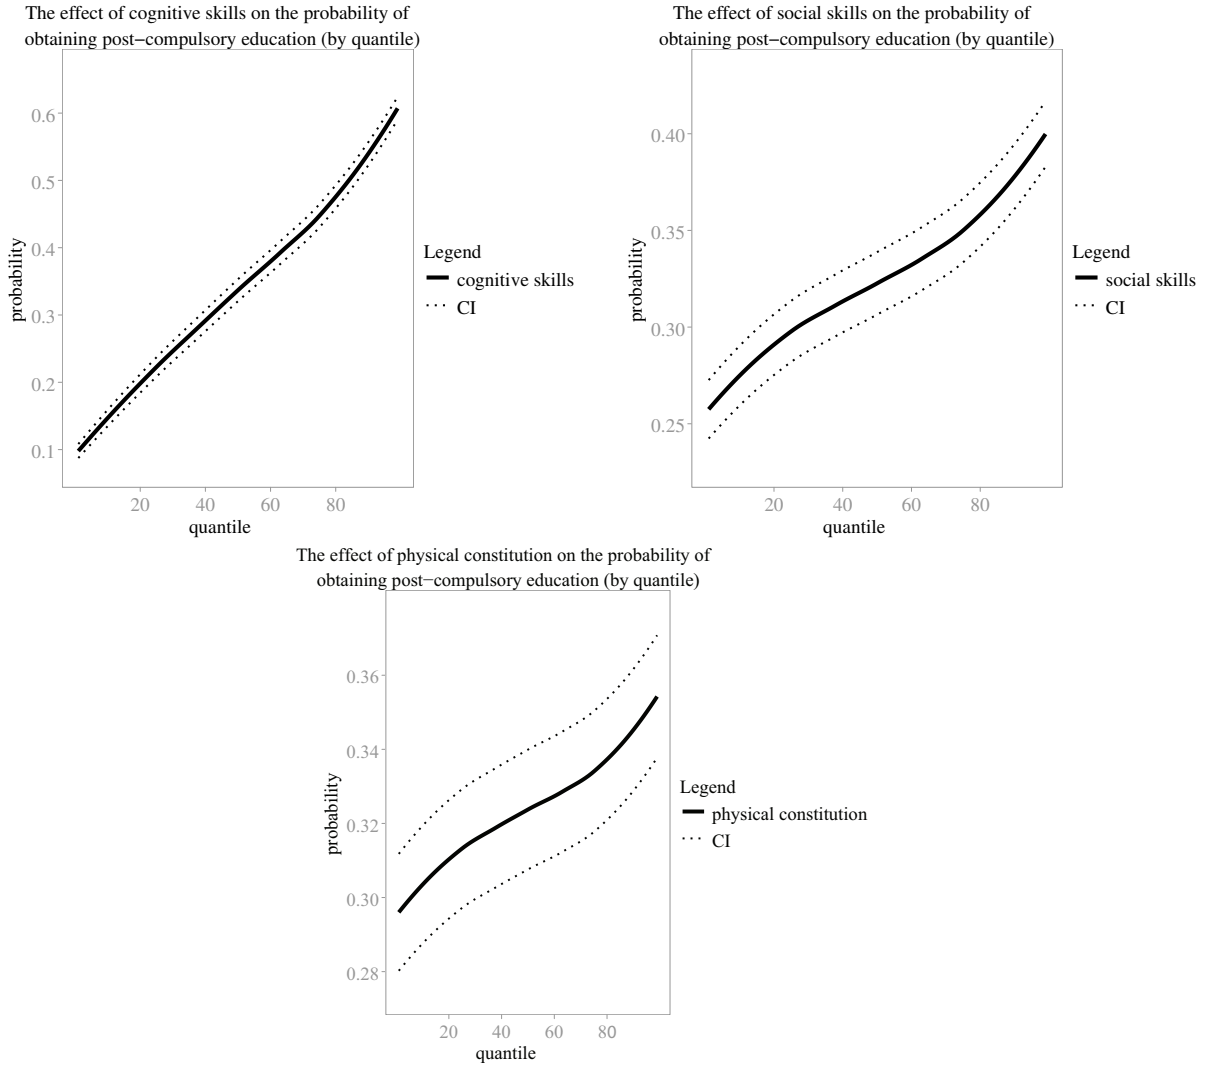 The effect of cognitive skills on the probability of
obtaining post−compulsory education (by quantile)
0.6
0.5
0.4
0.3
0.2
0.1
probability
20 40 60 80
quantile
Legend
cognitive skills
CI
The effect of social skills on the probability of
obtaining post−compulsory education (by quantile)
0.40
0.35
0.30
0.25
probability
20 40 60 80
quantile
Legend
social skills
CI
The effect of physical constitution on the probability of
obtaining post−compulsory education (by quantile)
0.36
0.34
0.32
0.30
0.28
probability
20 40 60 80
quantile
Legend
physical constitution
CI